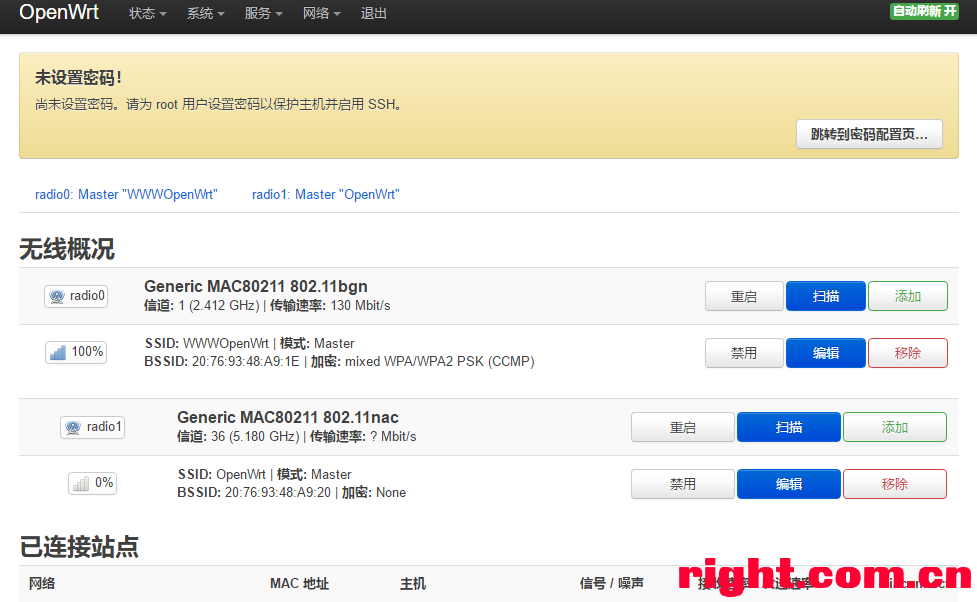 OpenWrt 状态 系统 服务 网络 退出 自动刷新 开
未设置密码！
尚未设置密码。请为 root 用户设置密码以保护主机并启用 SSH。
跳转到密码配置页...
radio0: Master "WWWOpenWrt" radio1: Master "OpenWrt"
无线概况
radio0
Generic MAC80211 802.11bgn
信道: 1 (2.412 GHz) | 传输速率: 130 Mbit/s
重启 扫描 添加
100%
SSID: WWWOpenWrt | 模式: Master
BSSID: 20:76:93:48:A9:1E | 加密: mixed WPA/WPA2 PSK (CCMP)
禁用 编辑 移除
radio1
Generic MAC80211 802.11nac
信道: 36 (5.180 GHz) | 传输速率: ? Mbit/s
重启 扫描 添加
0%
SSID: OpenWrt | 模式: Master
BSSID: 20:76:93:48:A9:20 | 加密: None
禁用 编辑 移除
已连接站点
网络 MAC 地址 主机 信号 / 噪声
right.com.cn